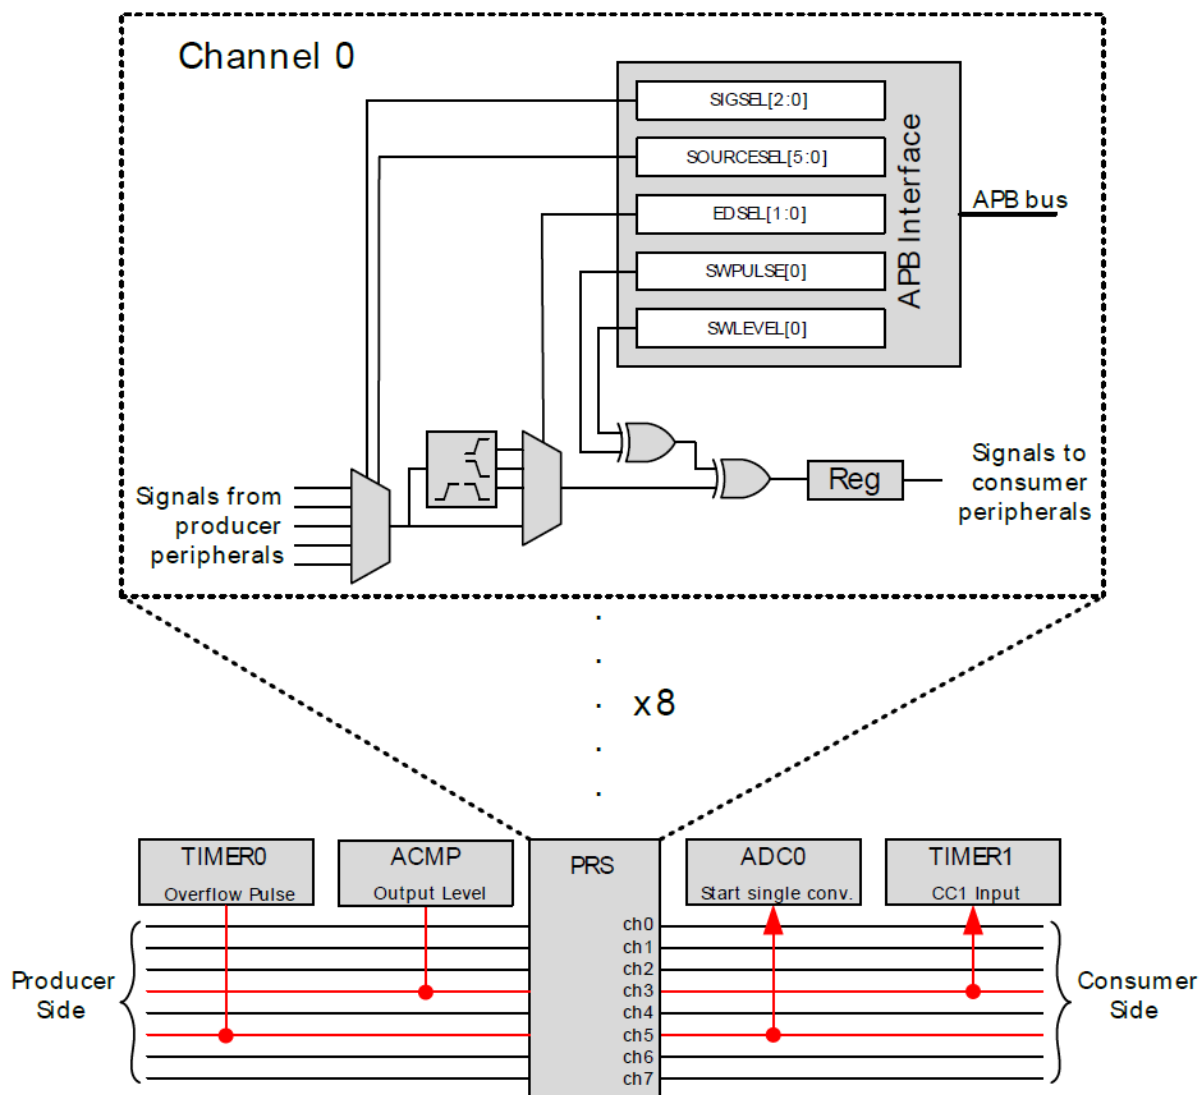 Channel 0
SIGSEL[2:0]
SOURCESEL[5:0]
EDSEL[1:0]
SWPULSE[0]
SWLEVEL[0]
APB Interface
APB bus
Signals from
producer
peripherals
Reg
Signals to
consumer
peripherals
x8
TIMER0
Overflow Pulse
ACMP
Output Level
PRS
ADC0
Start single conv.
TIMER1
CC1 Input
ch0
ch1
ch2
ch3
ch4
ch5
ch6
ch7
Producer
Side
Consumer
Side